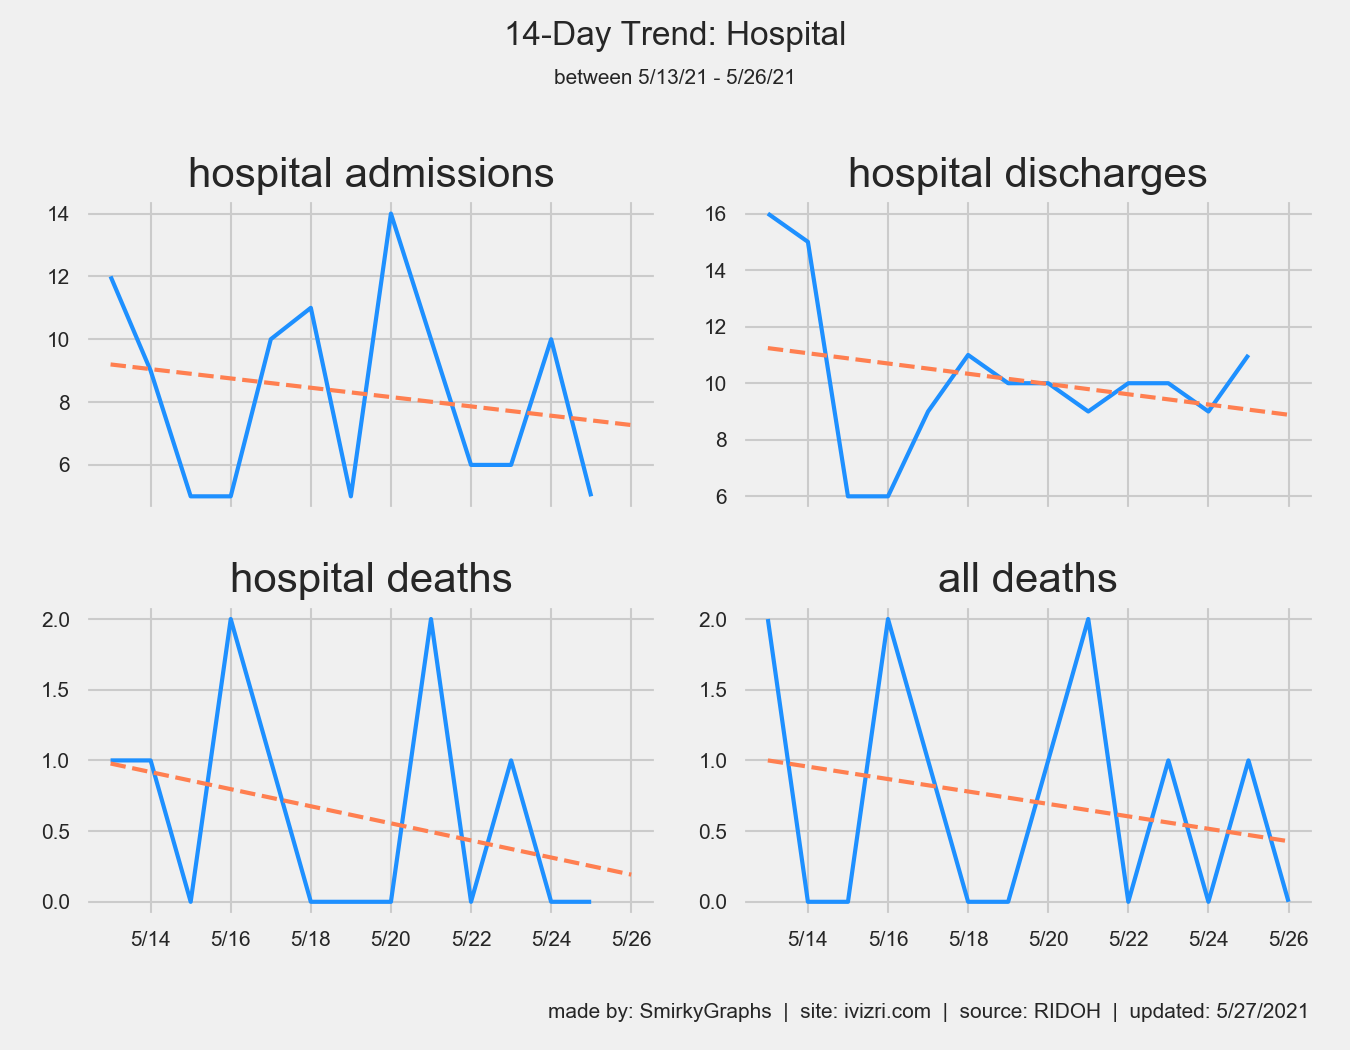 14-Day Trend: Hospital
between 5/13/21 - 5/26/21
hospital admissions
14
12
10
8
6
hospital discharges
16
14
12
10
8
6
hospital deaths
2.0
1.5
1.0
0.5
0.0
5/14 5/16 5/18 5/20 5/22 5/24 5/26
all deaths
2.0
1.5
1.0
0.5
0.0
5/14 5/16 5/18 5/20 5/22 5/24 5/26
made by: SmirkyGraphs | site: ivizri.com | source: RIDOH | updated: 5/27/2021